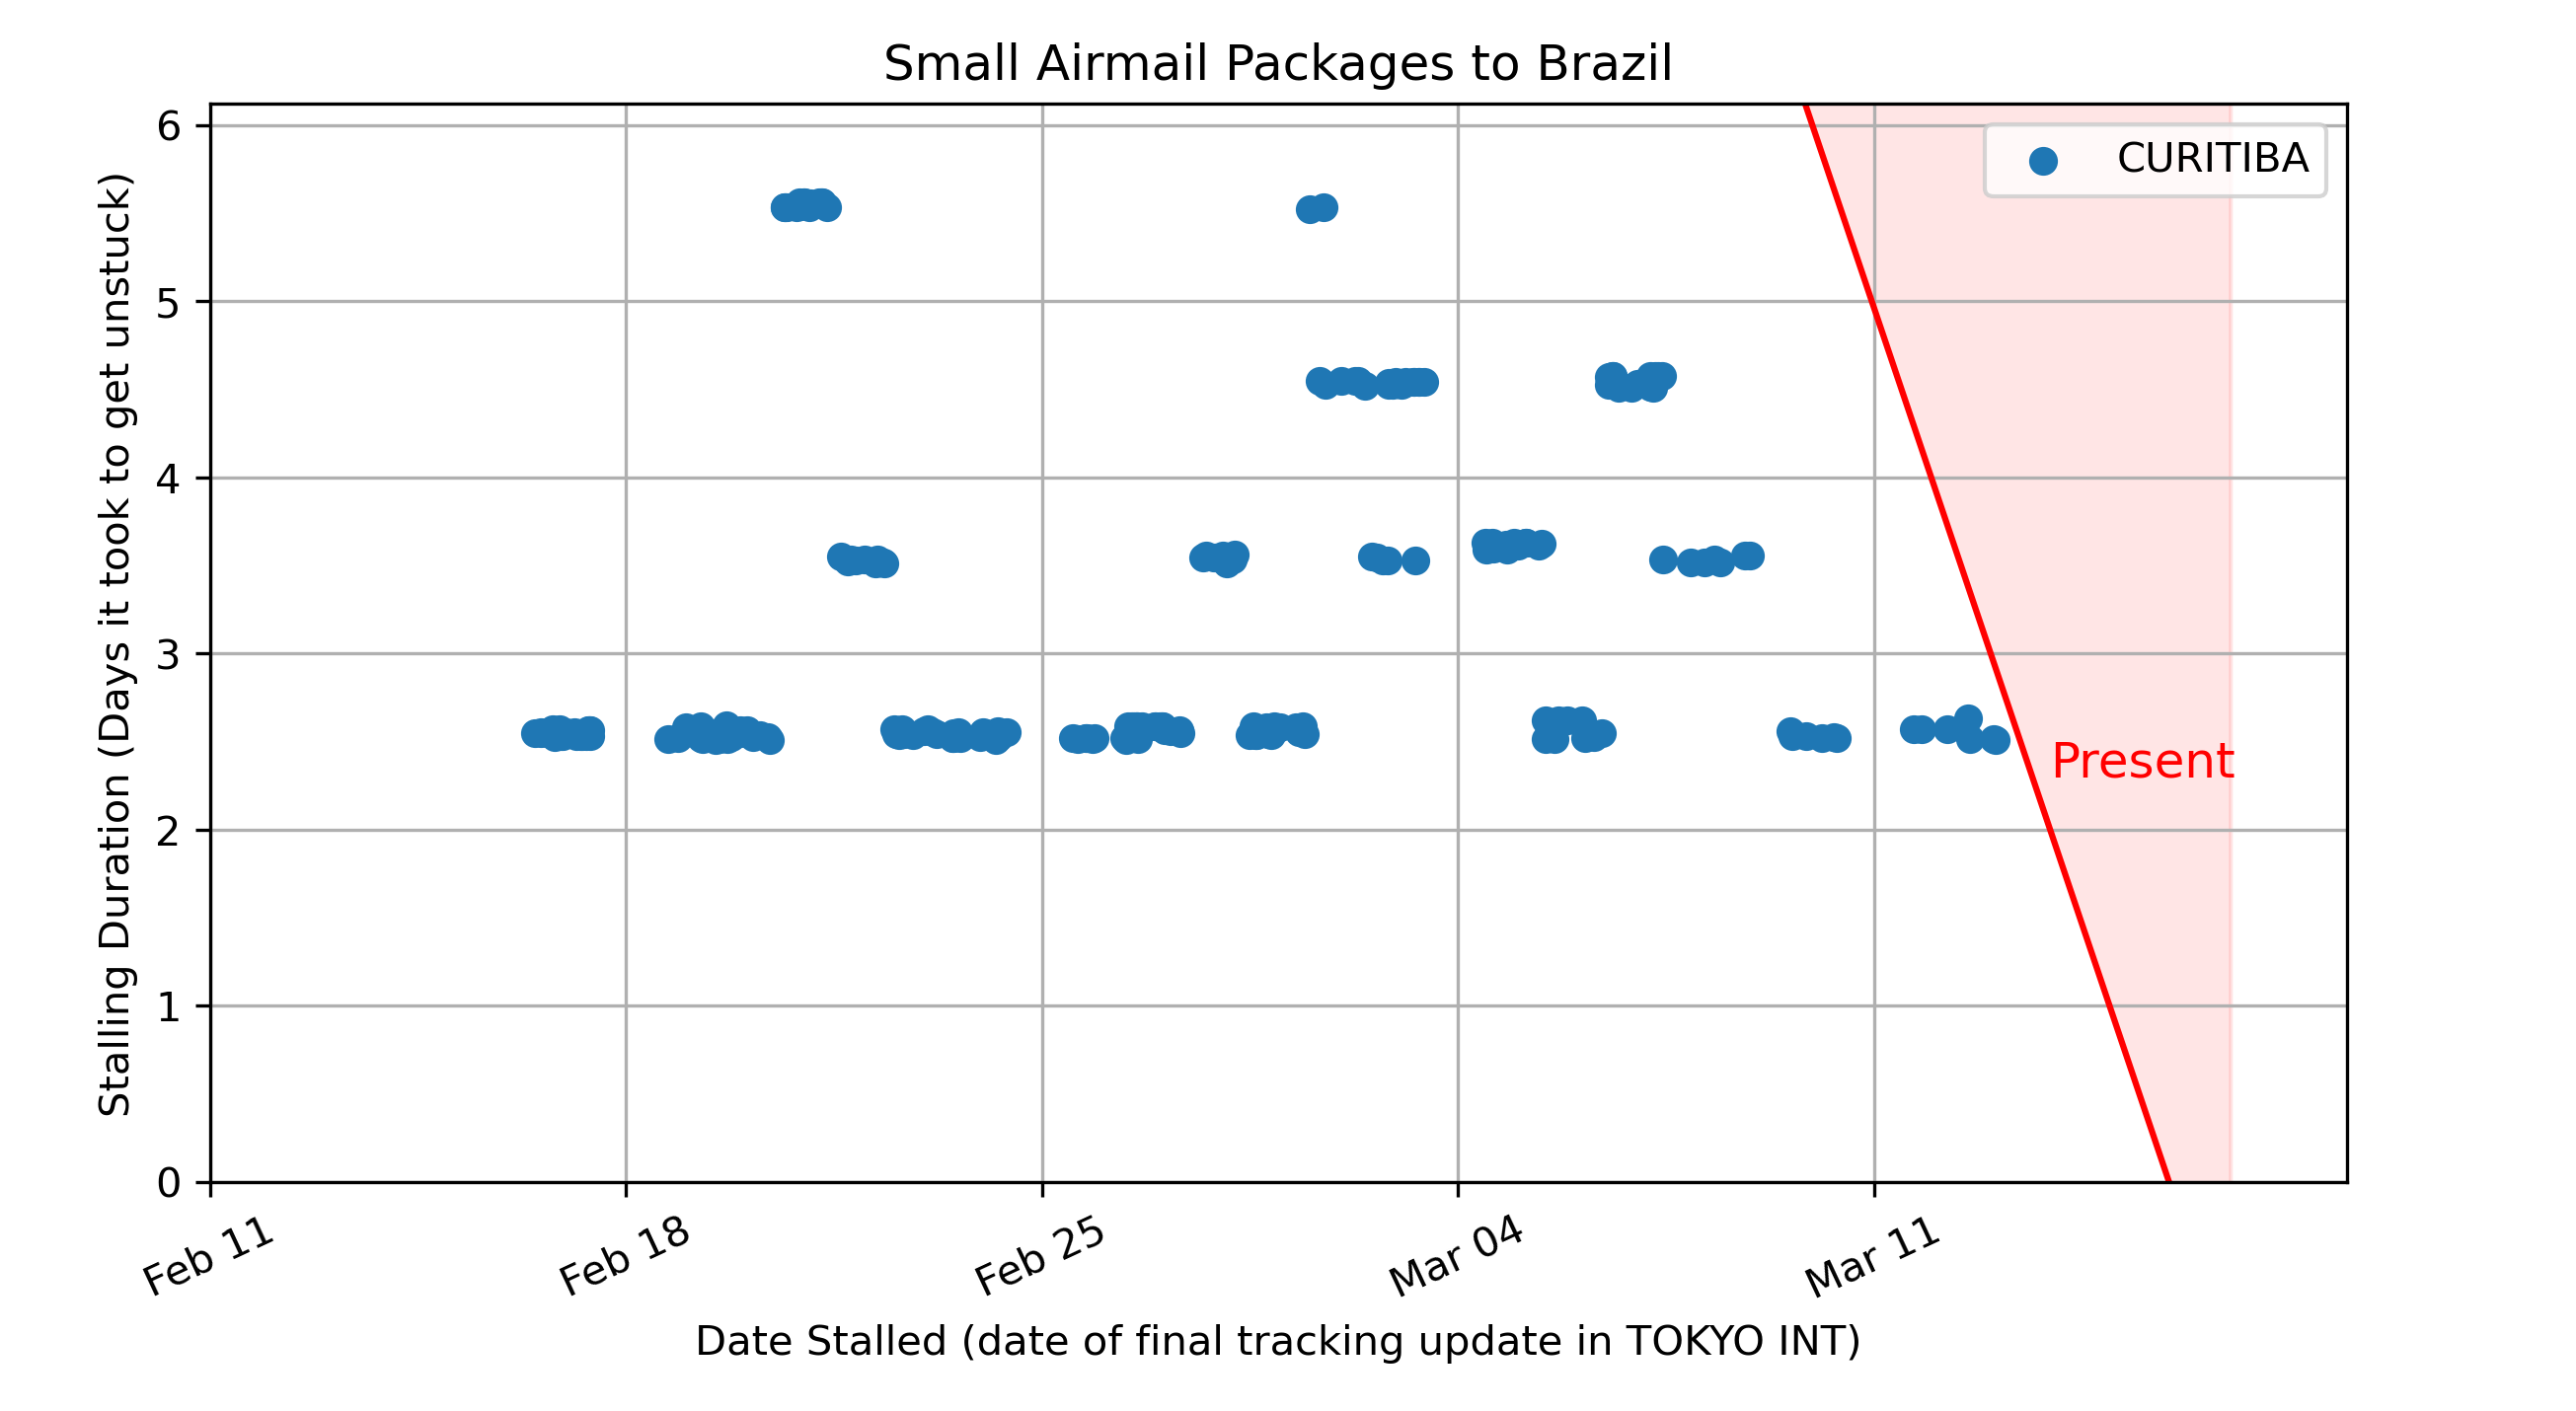 Small Airmail Packages to Brazil
Stalling Duration (Days it took to get unstuck)
6
5
4
3
2
1
0
CURITIBA
Present
Feb 11
Feb 18
Feb 25
Mar 04
Mar 11
Date Stalled (date of final tracking update in TOKYO INT)